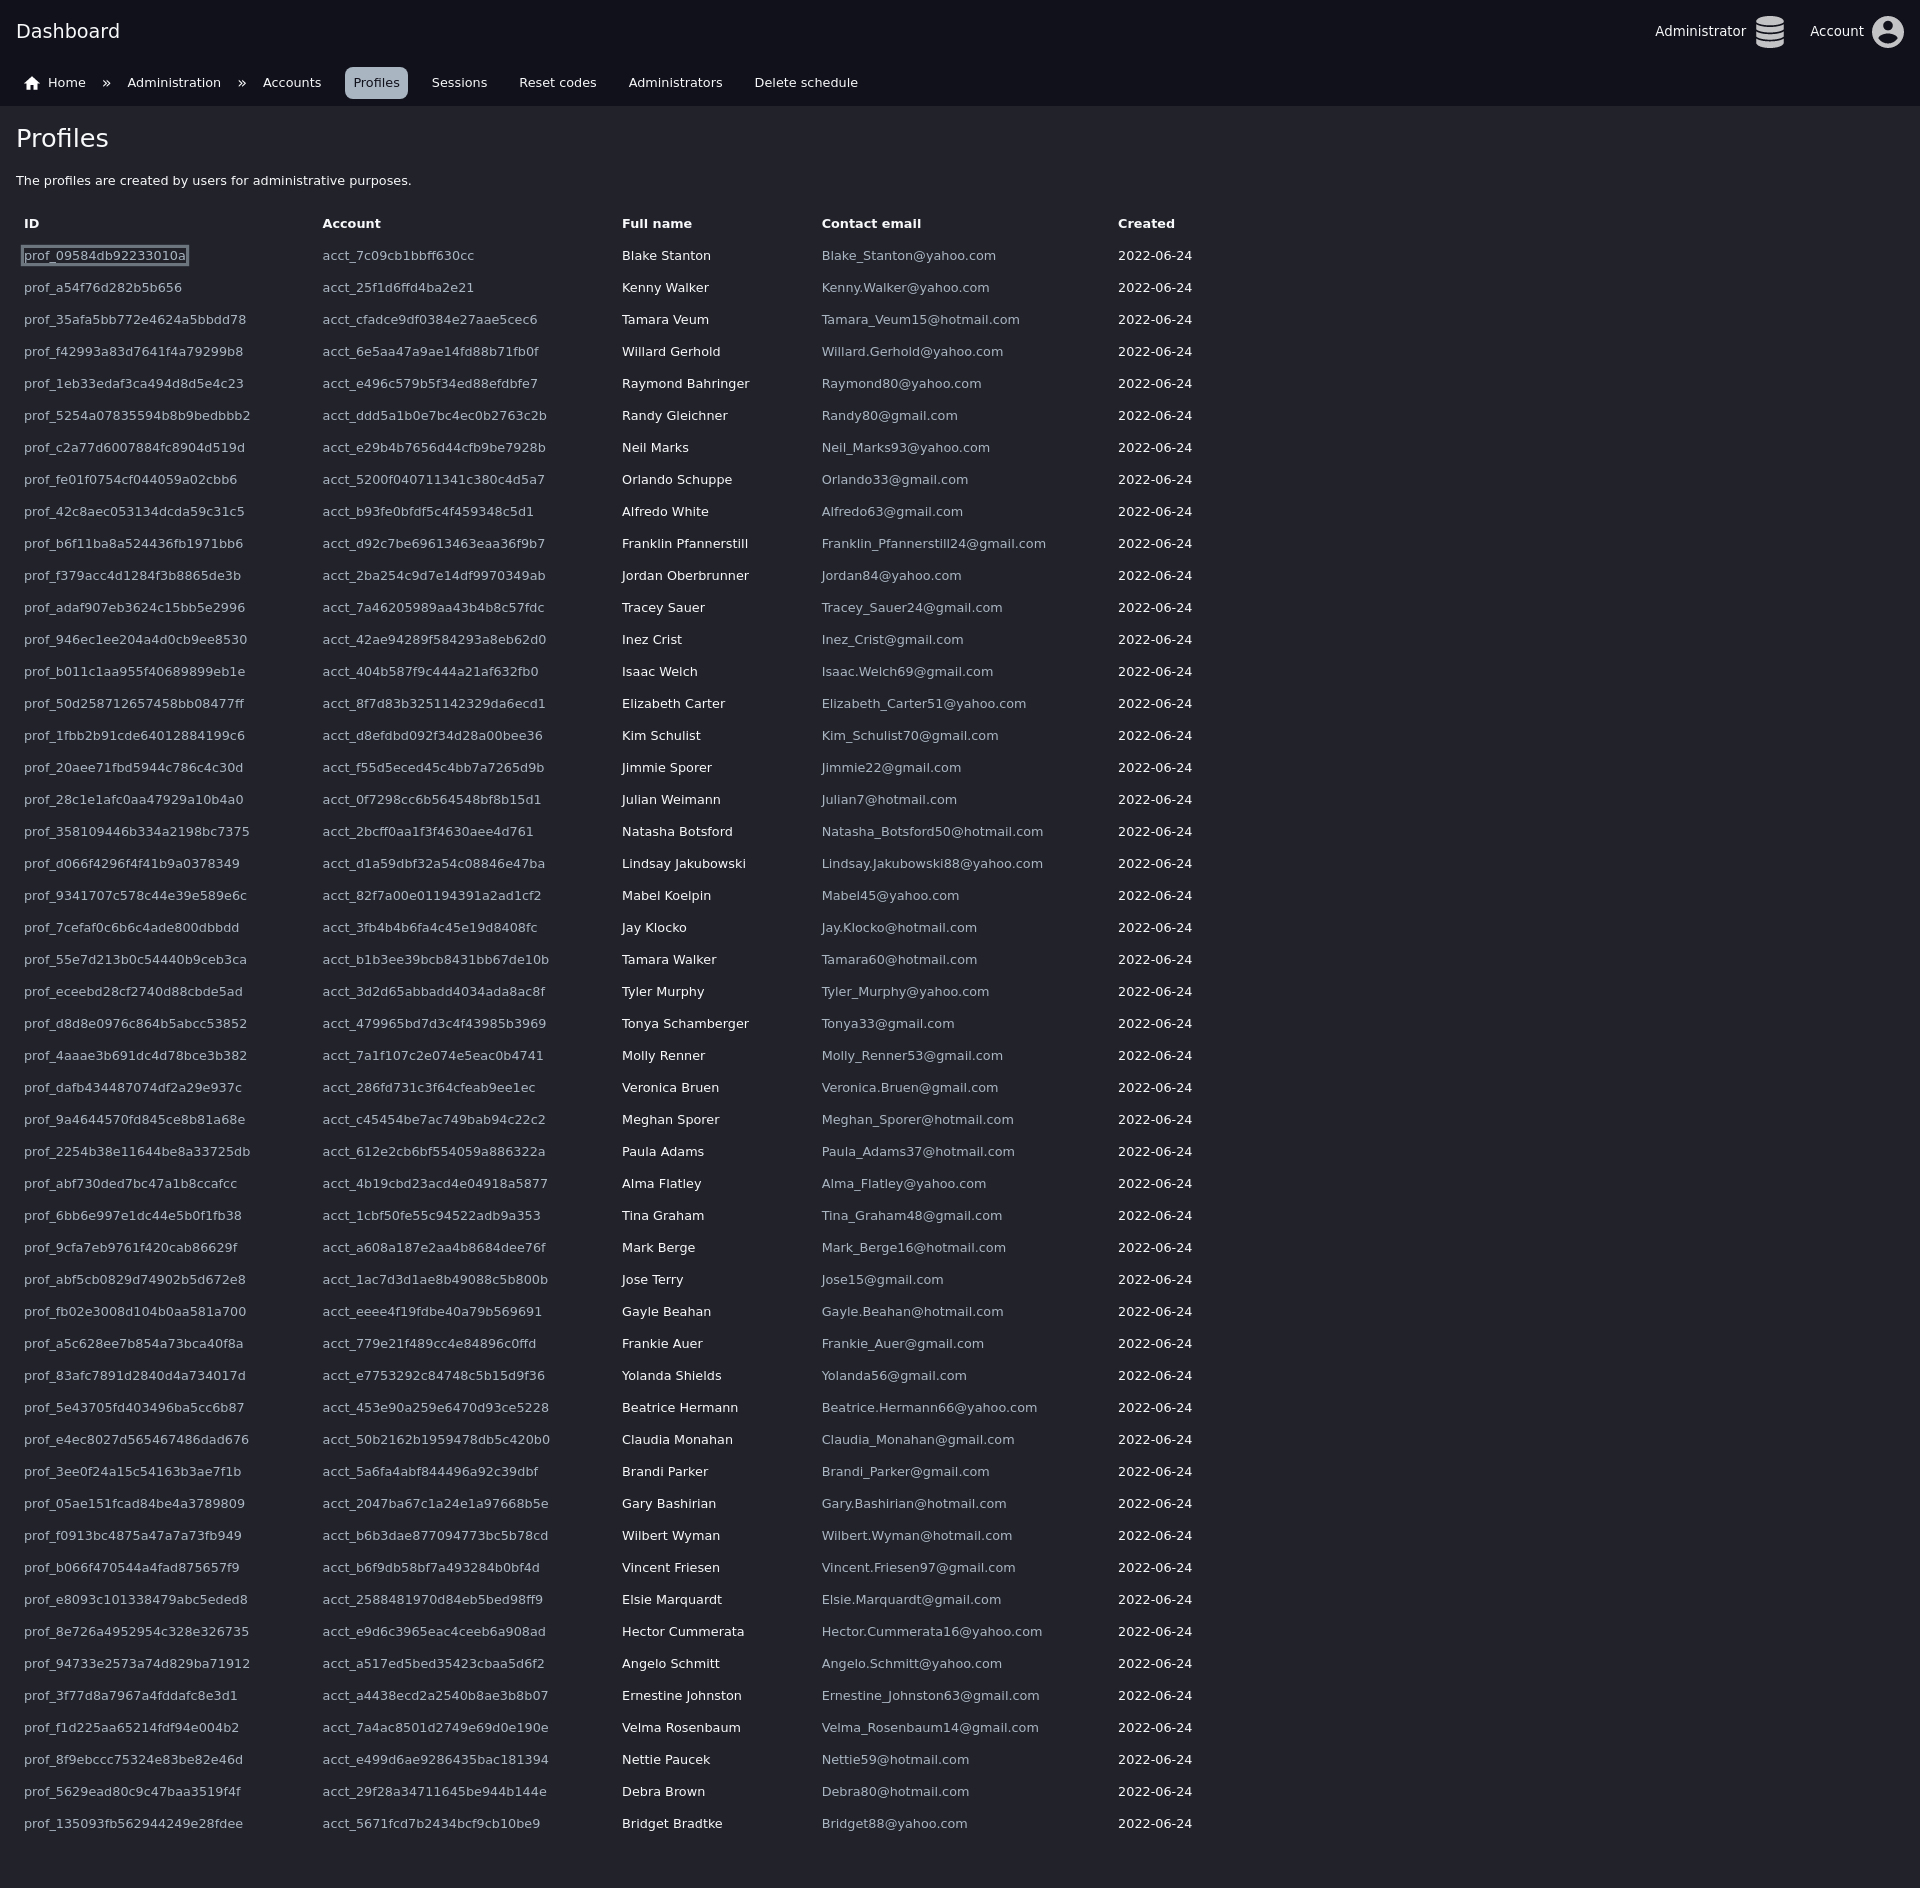 Dashboard
Administrator Account
Home » Administration » Accounts Profiles Sessions Reset codes Administrators Delete schedule
Profiles
The profiles are created by users for administrative purposes.
ID Account Full name Contact email Created
prof_09584db92233010a acct_7c09cb1bbff630cc Blake Stanton Blake_Stanton@yahoo.com 2022-06-24
prof_a54f76d282b5b656 acct_25f1d6ffd4ba2e21 Kenny Walker Kenny.Walker@yahoo.com 2022-06-24
prof_35afa5bb772e4624a5bbdd78 acct_cfadce9df0384e27aae5cec6 Tamara Veum Tamara_Veum15@hotmail.com 2022-06-24
prof_f42993a83d7641f4a79299b8 acct_6e5aa47a9ae14fd88b71fb0f Willard Gerhold Willard.Gerhold@yahoo.com 2022-06-24
prof_1eb33edaf3ca494d8d5e4c23 acct_e496c579b5f34ed88efdbfe7 Raymond Bahringer Raymond80@yahoo.com 2022-06-24
prof_5254a07835594b8b9bedbbb2 acct_ddd5a1b0e7bc4ec0b2763c2b Randy Gleichner Randy80@gmail.com 2022-06-24
prof_c2a77d6007884fc8904d519d acct_e29b4b7656d44cfb9be7928b Neil Marks Neil_Marks93@yahoo.com 2022-06-24
prof_fe01f0754cf044059a02cbb6 acct_5200f040711341c380c4d5a7 Orlando Schuppe Orlando33@gmail.com 2022-06-24
prof_42c8aec053134dcda59c31c5 acct_b93fe0bfdf5c4f459348c5d1 Alfredo White Alfredo63@gmail.com 2022-06-24
prof_b6f11ba8a524436fb1971bb6 acct_d92c7be69613463eaa36f9b7 Franklin Pfannerstill Franklin_Pfannerstill24@gmail.com 2022-06-24
prof_f379acc4d1284f3b8865de3b acct_2ba254c9d7e14df9970349ab Jordan Oberbrunner Jordan84@yahoo.com 2022-06-24
prof_adaf907eb3624c15bb5e2996 acct_7a46205989aa43b4b8c57fdc Tracey Sauer Tracey_Sauer24@gmail.com 2022-06-24
prof_946ec1ee204a4d0cb9ee8530 acct_42ae94289f584293a8eb62d0 Inez Crist Inez_Crist@gmail.com 2022-06-24
prof_b011c1aa955f40689899eb1e acct_404b587f9c444a21af632fb0 Isaac Welch Isaac.Welch69@gmail.com 2022-06-24
prof_50d258712657458bb08477ff acct_8f7d83b3251142329da6ecd1 Elizabeth Carter Elizabeth_Carter51@yahoo.com 2022-06-24
prof_1fbb2b91cde64012884199c6 acct_d8efdbd092f34d28a00bee36 Kim Schulist Kim_Schulist70@gmail.com 2022-06-24
prof_20aee71fbd5944c786c4c30d acct_f55d5eced45c4bb7a7265d9b Jimmie Sporer Jimmie22@gmail.com 2022-06-24
prof_28c1e1afc0aa47929a10b4a0 acct_0f7298cc6b564548bf8b15d1 Julian Weimann Julian7@hotmail.com 2022-06-24
prof_358109446b334a2198bc7375 acct_2bcff0aa1f3f4630aee4d761 Natasha Botsford Natasha_Botsford50@hotmail.com 2022-06-24
prof_d066f4296f4f41b9a0378349 acct_d1a59dbf32a54c08846e47ba Lindsay Jakubowski Lindsay.Jakubowski88@yahoo.com 2022-06-24
prof_9341707c578c44e39e589e6c acct_82f7a00e01194391a2ad1cf2 Mabel Koelpin Mabel45@yahoo.com 2022-06-24
prof_7cefaf0c6b6c4ade800dbbdd acct_3fb4b4b6fa4c45e19d8408fc Jay Klocko Jay.Klocko@hotmail.com 2022-06-24
prof_55e7d213b0c54440b9ceb3ca acct_b1b3ee39bcb8431bb67de10b Tamara Walker Tamara60@hotmail.com 2022-06-24
prof_eceebd28cf2740d88cbde5ad acct_3d2d65abbadd4034ada8ac8f Tyler Murphy Tyler_Murphy@yahoo.com 2022-06-24
prof_d8d8e0976c864b5abcc53852 acct_479965bd7d3c4f43985b3969 Tonya Schamberger Tonya33@gmail.com 2022-06-24
prof_4aaae3b691dc4d78bce3b382 acct_7a1f107c2e074e5eac0b4741 Molly Renner Molly_Renner53@gmail.com 2022-06-24
prof_dafb434487074df2a29e937c acct_286fd731c3f64cfeab9ee1ec Veronica Bruen Veronica.Bruen@gmail.com 2022-06-24
prof_9a4644570fd845ce8b81a68e acct_c45454be7ac749bab94c22c2 Meghan Sporer Meghan_Sporer@hotmail.com 2022-06-24
prof_2254b38e11644be8a33725db acct_612e2cb6bf554059a886322a Paula Adams Paula_Adams37@hotmail.com 2022-06-24
prof_abf730ded7bc47a1b8ccafcc acct_4b19cbd23acd4e04918a5877 Alma Flatley Alma_Flatley@yahoo.com 2022-06-24
prof_6bb6e997e1dc44e5b0f1fb38 acct_1cbf50fe55c94522adb9a353 Tina Graham Tina_Graham48@gmail.com 2022-06-24
prof_9cfa7eb9761f420cab86629f acct_a608a187e2aa4b8684dee76f Mark Berge Mark_Berge16@hotmail.com 2022-06-24
prof_abf5cb0829d74902b5d672e8 acct_1ac7d3d1ae8b49088c5b800b Jose Terry Jose15@gmail.com 2022-06-24
prof_fb02e3008d104b0aa581a700 acct_eeee4f19fdbe40a79b569691 Gayle Beahan Gayle.Beahan@hotmail.com 2022-06-24
prof_a5c628ee7b854a73bca40f8a acct_779e21f489cc4e84896c0ffd Frankie Auer Frankie_Auer@gmail.com 2022-06-24
prof_83afc7891d2840d4a734017d acct_e7753292c84748c5b15d9f36 Yolanda Shields Yolanda56@gmail.com 2022-06-24
prof_5e43705fd403496ba5cc6b87 acct_453e90a259e6470d93ce5228 Beatrice Hermann Beatrice.Hermann66@yahoo.com 2022-06-24
prof_e4ec8027d565467486dad676 acct_50b2162b1959478db5c420b0 Claudia Monahan Claudia_Monahan@gmail.com 2022-06-24
prof_3ee0f24a15c54163b3ae7f1b acct_5a6fa4abf844496a92c39dbf Brandi Parker Brandi_Parker@gmail.com 2022-06-24
prof_05ae151fcad84be4a3789809 acct_2047ba67c1a24e1a97668b5e Gary Bashirian Gary.Bashirian@hotmail.com 2022-06-24
prof_f0913bc4875a47a7a73fb949 acct_b6b3dae877094773bc5b78cd Wilbert Wyman Wilbert.Wyman@hotmail.com 2022-06-24
prof_b066f470544a4fad875657f9 acct_b6f9db58bf7a493284b0bf4d Vincent Friesen Vincent.Friesen97@gmail.com 2022-06-24
prof_e8093c101338479abc5eded8 acct_2588481970d84eb5bed98ff9 Elsie Marquardt Elsie.Marquardt@gmail.com 2022-06-24
prof_8e726a4952954c328e326735 acct_e9d6c3965eac4ceeb6a908ad Hector Cummerata Hector.Cummerata16@yahoo.com 2022-06-24
prof_94733e2573a74d829ba71912 acct_a517ed5bed35423cbaa5d6f2 Angelo Schmitt Angelo.Schmitt@yahoo.com 2022-06-24
prof_3f77d8a7967a4fddafc8e3d1 acct_a4438ecd2a2540b8ae3b8b07 Ernestine Johnston Ernestine_Johnston63@gmail.com 2022-06-24
prof_f1d225aa65214fdf94e004b2 acct_7a4ac8501d2749e69d0e190e Velma Rosenbaum Velma_Rosenbaum14@gmail.com 2022-06-24
prof_8f9ebccc75324e83be82e46d acct_e499d6ae9286435bac181394 Nettie Paucek Nettie59@hotmail.com 2022-06-24
prof_5629ead80c9c47baa3519f4f acct_29f28a34711645be944b144e Debra Brown Debra80@hotmail.com 2022-06-24
prof_135093fb562944249e28fdee acct_5671fcd7b2434bcf9cb10be9 Bridget Bradtke Bridget88@yahoo.com 2022-06-24